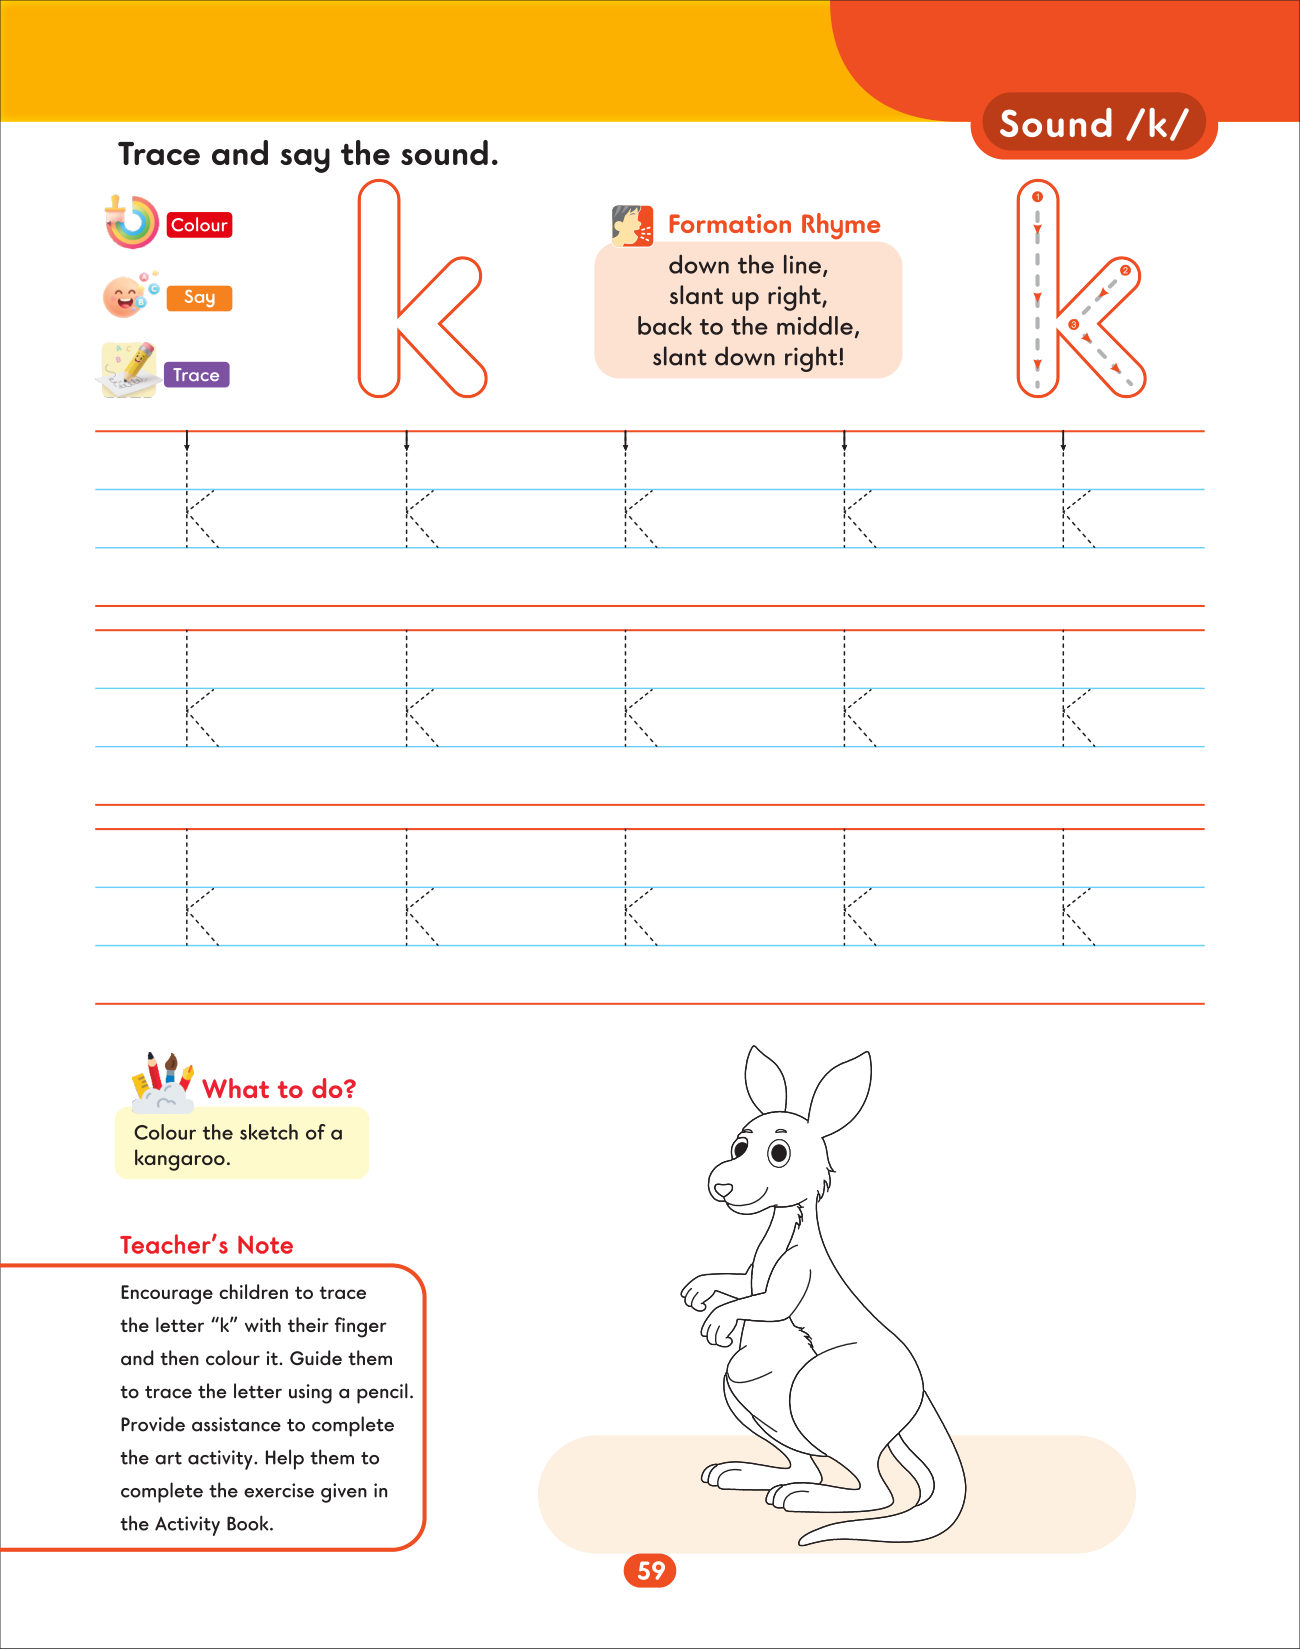 Sound /k/
Trace and say the sound.
Colour
Say
Trace
k
Formation Rhyme
down the line,
slant up right,
back to the middle,
slant down right!
k
1
2
3
k k k k k
k k k k k
k k k k k
What to do?
Colour the sketch of a
kangaroo.
Teacher's Note
Encourage children to trace
the letter “k” with their finger
and then colour it. Guide them
to trace the letter using a pencil.
Provide assistance to complete
the art activity. Help them to
complete the exercise given in
the Activity Book.
59